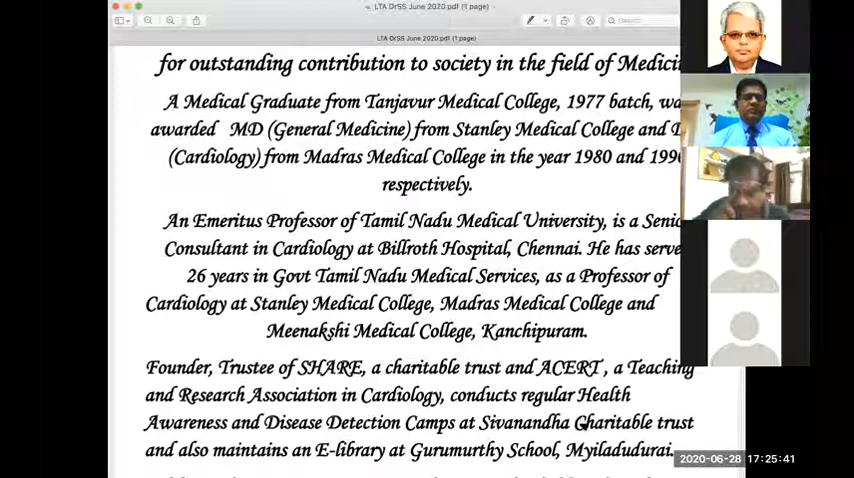 LTA DrSS June 2020.pdf (1 page)
Search
LTA DrSS June 2020.pdf (1 page)
for outstanding contribution to society in the field of
A Medical Graduate from Tanjavur Medical College, 1977 batch,
awarded MD (General Medicine) from Stanley Medical College and
(Cardiology) from Madras Medical College in the year 1980 and
respectively.
An Emeritus Professor of Tamil Nadu Medical University, is a
Consultant in Cardiology at Billroth Hospital, Chennai. He has
26 years in Govt Tamil Nadu Medical Services, as a Professor of
Cardiology at Stanley Medical College, Madras Medical College and
Meenakshi Medical College, Kanchipuram.
Founder, Trustee of SHARE, a charitable trust and ACERT , a Teaching
and Research Association in Cardiology, conducts regular Health
Awareness and Disease Detection Camps at Sivanandha Charitable trust
and also maintains an E-library at Gurumurthy School, Myiladudurai.
2020-06-28 17:25:41